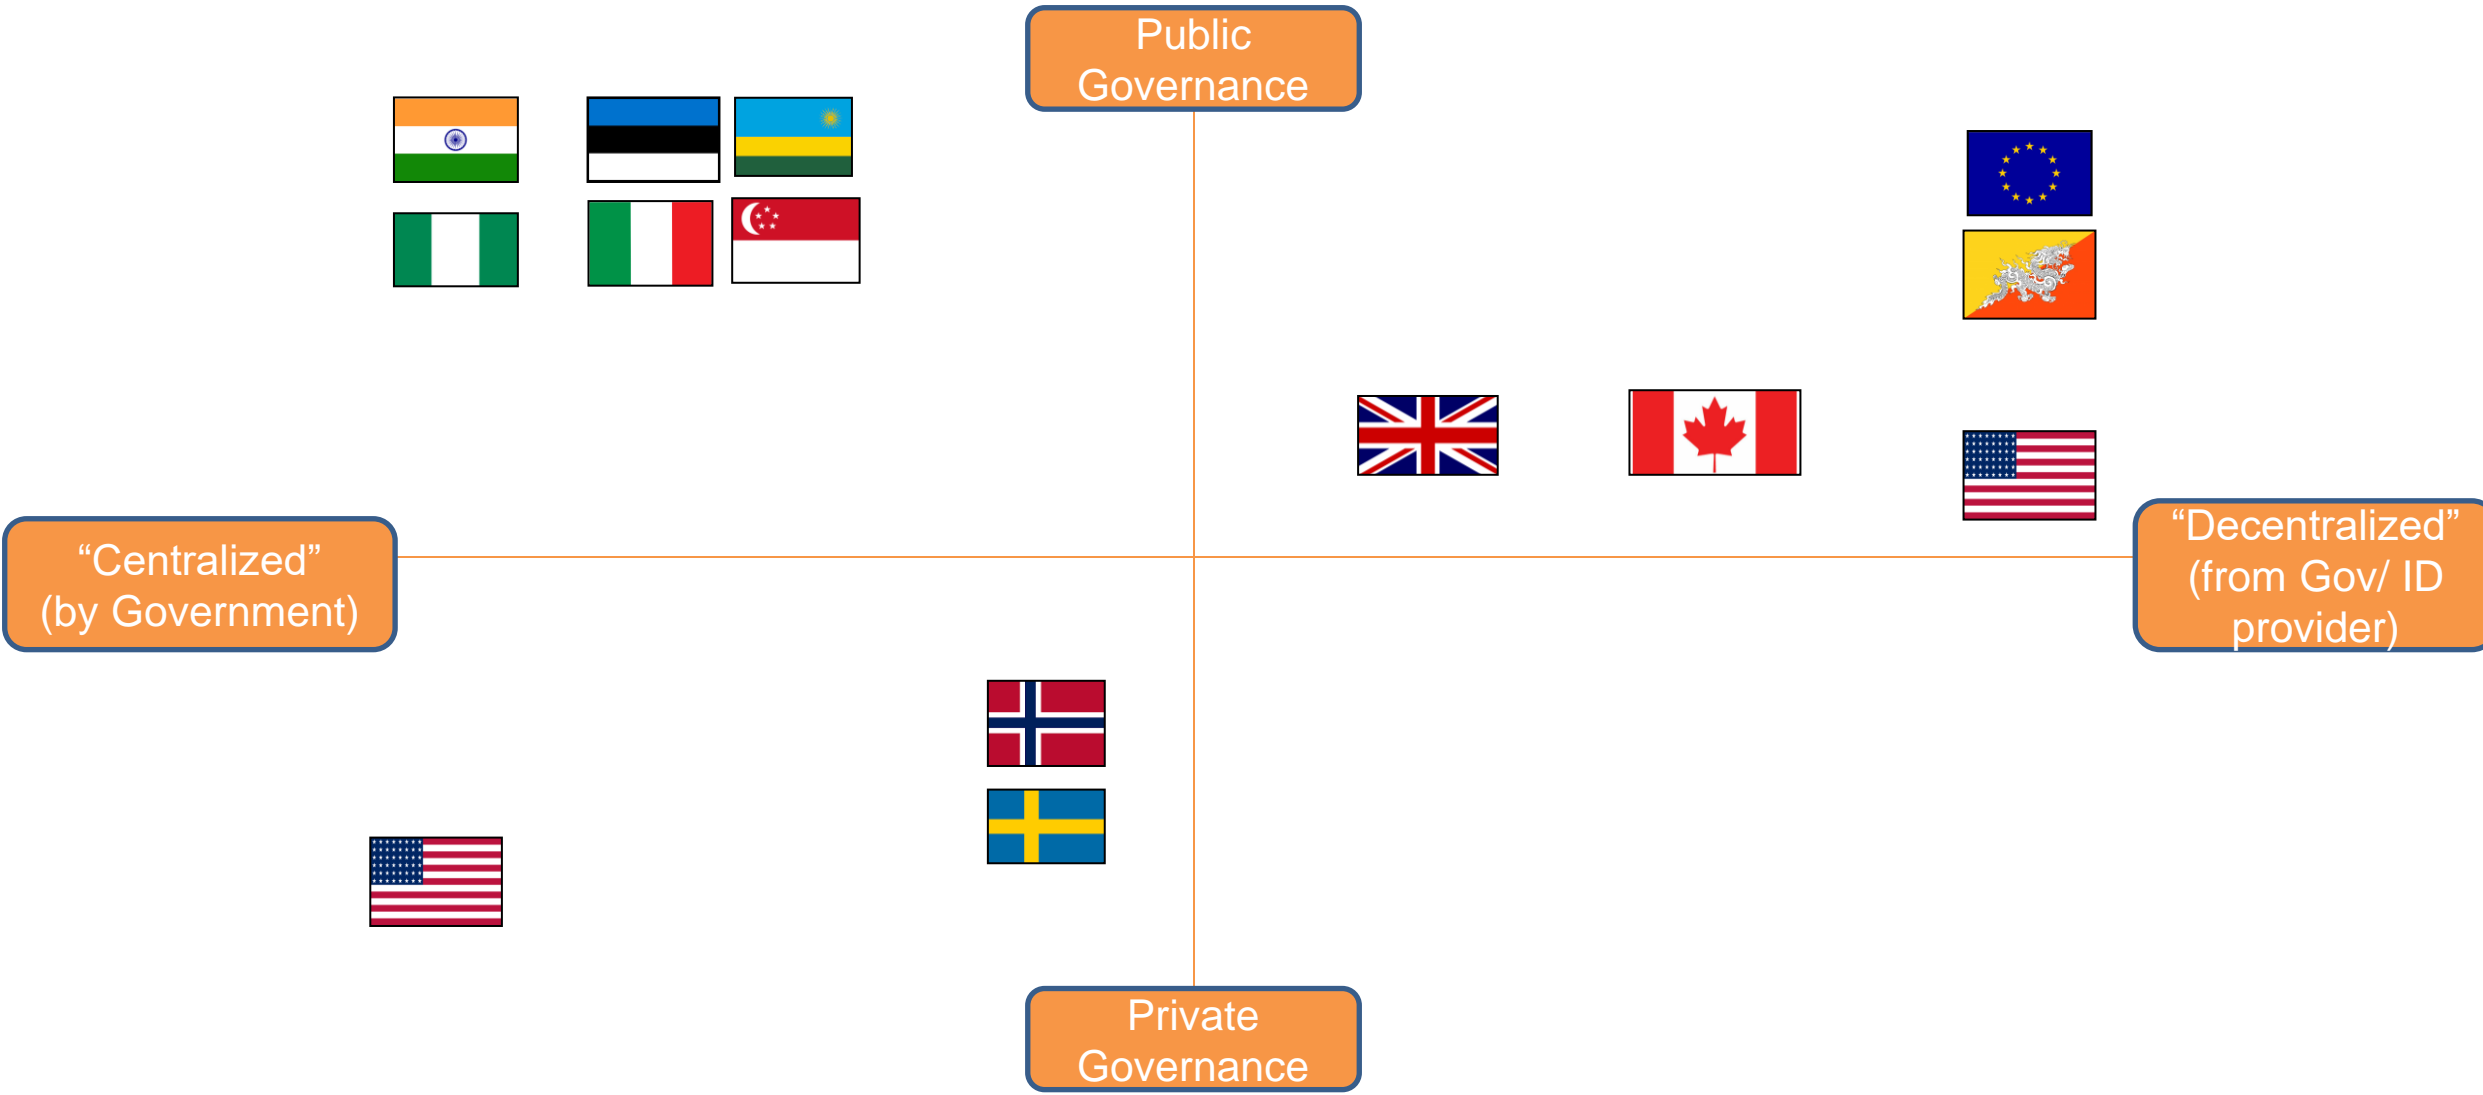 Public
Governance
“Centralized”
(by Government)
“Decentralized”
(from Gov/ ID
provider)
Private
Governance